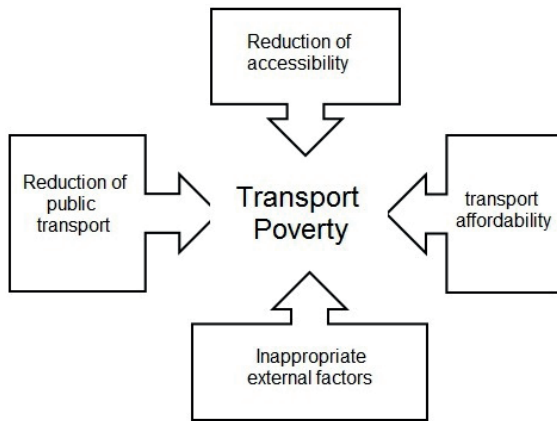 Reduction of
accessibility
Reduction of
public
transport
Transport
Poverty
transport
affordability
Inappropriate
external factors